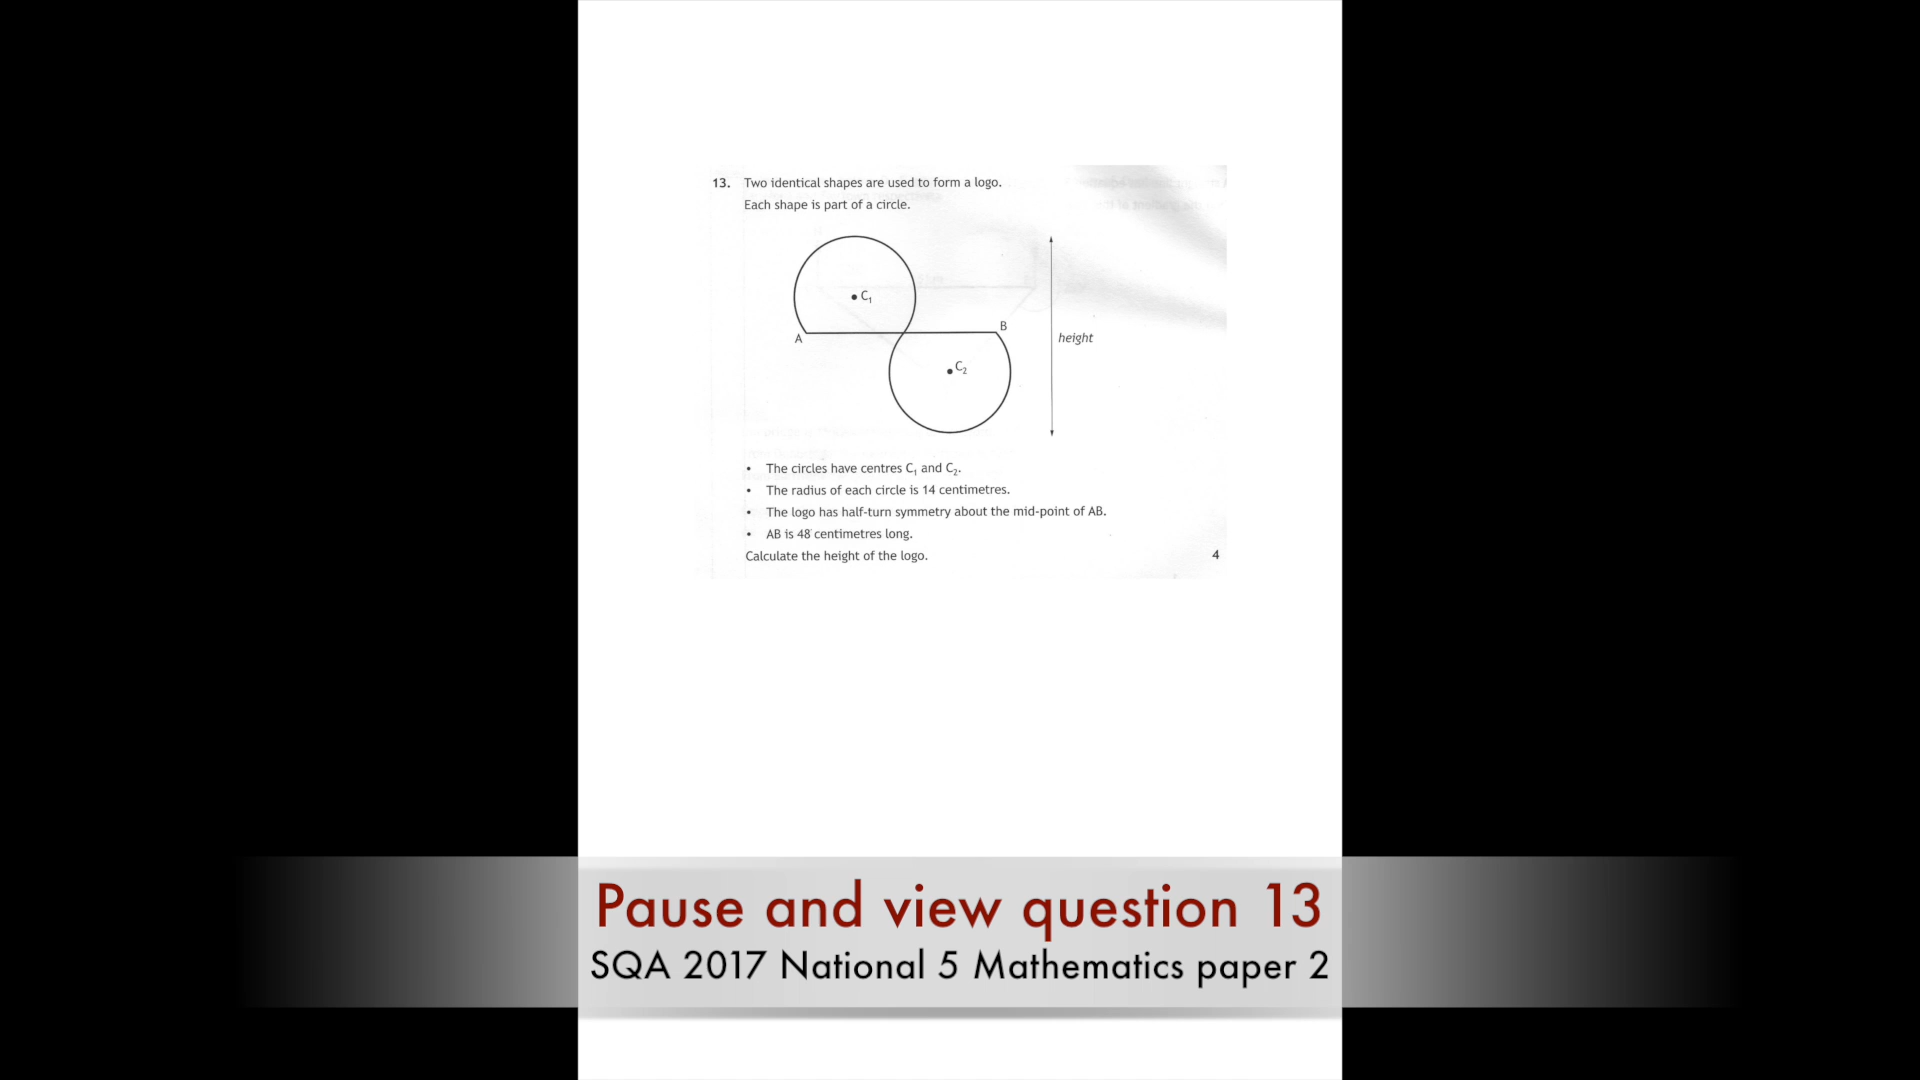 13. Two identical shapes are used to form a logo.
Each shape is part of a circle.
C₁
A
B
height
C₂
• The circles have centres C₁ and C₂.
• The radius of each circle is 14 centimetres.
• The logo has half-turn symmetry about the mid-point of AB.
• AB is 48 centimetres long.
Calculate the height of the logo.
4
Pause and view question 13
SQA 2017 National 5 Mathematics paper 2